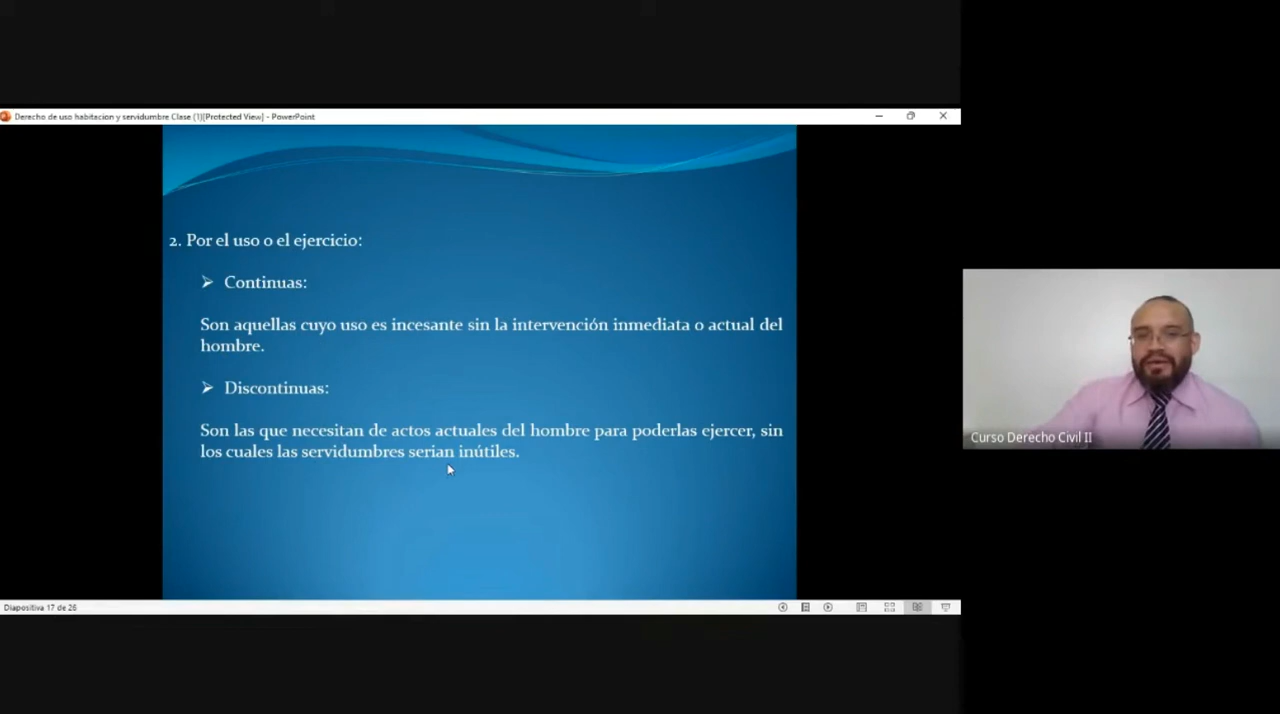 Derecho de uso habitacion y servidumbre Clase (1)[Protected View] - PowerPoint
2. Por el uso o el ejercicio:
Continuas:
Son aquellas cuyo uso es incesante sin la intervención inmediata o actual del
hombre.
Discontinuas:
Son las que necesitan de actos actuales del hombre para poderlas ejercer, sin
los cuales las servidumbres serian inútiles.
Curso Derecho Civil II
Diapositiva 17 de 26